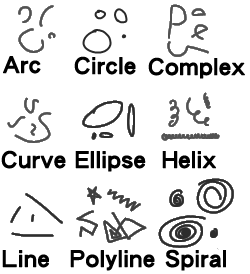 Arc Circle Complex
Curve Ellipse Helix
Line Polyline Spiral